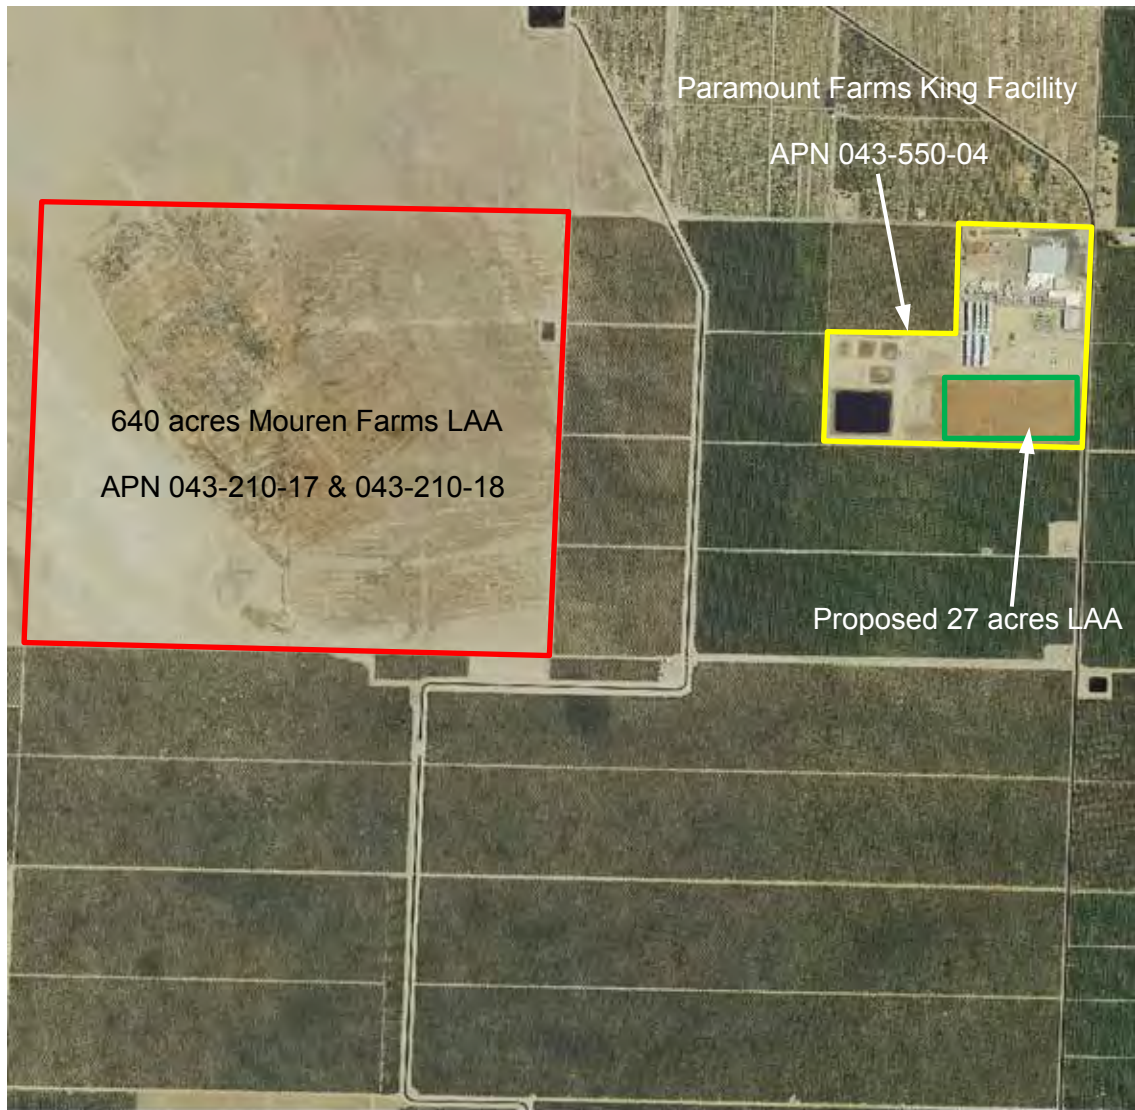 Paramount Farms King Facility
APN 043-550-04
640 acres Mouren Farms LAA
APN 043-210-17 & 043-210-18
Proposed 27 acres LAA